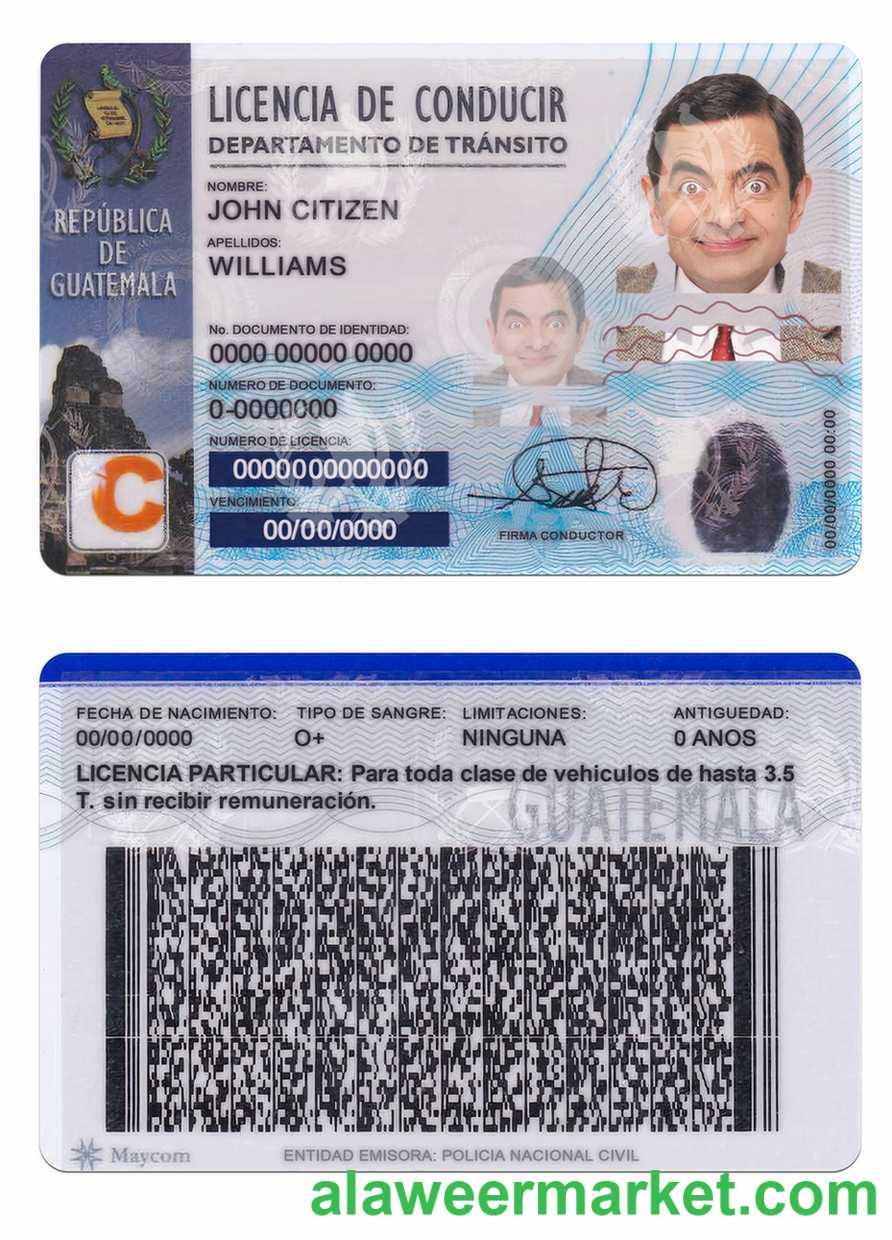 LICENCIA DE CONDUCIR
DEPARTAMENTO DE TRÁNSITO
REPÚBLICA
DE
GUATEMALA
NOMBRE:
JOHN CITIZEN
APELLIDOS:
WILLIAMS
No. DOCUMENTO DE IDENTIDAD:
0000 00000 0000
NUMERO DE DOCUMENTO:
0-0000000
NUMERO DE LICENCIA:
0000000000000
VENCIMIENTO
00/00/0000
C
FIRMA CONDUCTOR
00/00/0000 00:00
FECHA DE NACIMIENTO: TIPO DE SANGRE: LIMITACIONES: ANTIGUEDAD:
00/00/0000 O+ NINGUNA 0 ANOS
LICENCIA PARTICULAR: Para toda clase de vehiculos de hasta 3.5
T. sin recibir remuneración.
GUATEMALA
Maycom ENTIDAD EMISORA: POLICIA NACIONAL CIVIL
alaweermarket.com